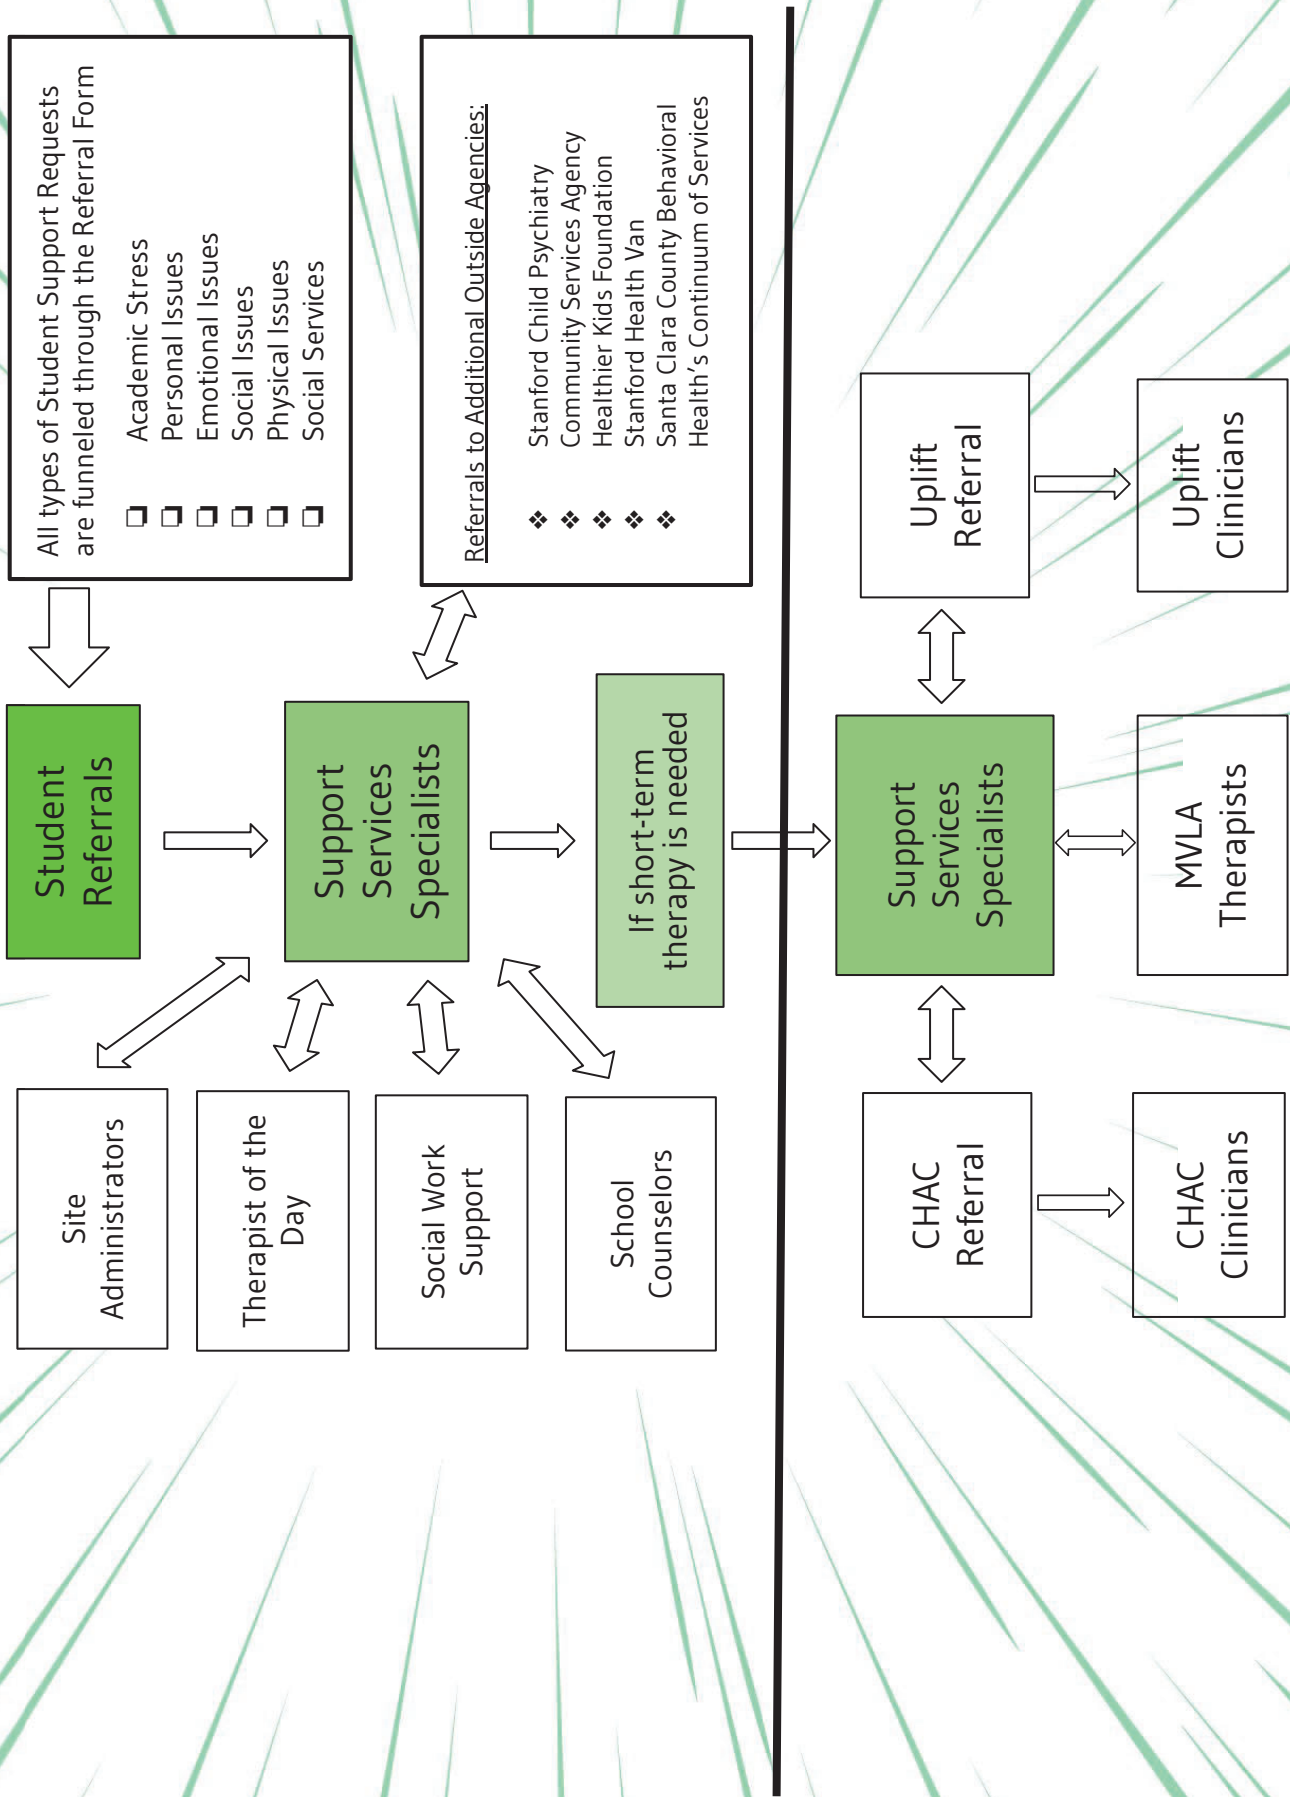 Student
Referrals
All types of Student Support Requests
are funneled through the Referral Form
❏ Academic Stress
❏ Personal Issues
❏ Emotional Issues
❏ Social Issues
❏ Physical Issues
❏ Social Services
Site
Administrators
Therapist of the
Day
Social Work
Support
School
Counselors
Support
Services
Specialists
Referrals to Additional Outside Agencies:
❖ Stanford Child Psychiatry
❖ Community Services Agency
❖ Healthier Kids Foundation
❖ Stanford Health Van
❖ Santa Clara County Behavioral
Health’s Continuum of Services
If short-term
therapy is needed
CHAC
Referral
Support
Services
Specialists
Uplift
Referral
CHAC
Clinicians
MVLA
Therapists
Uplift
Clinicians